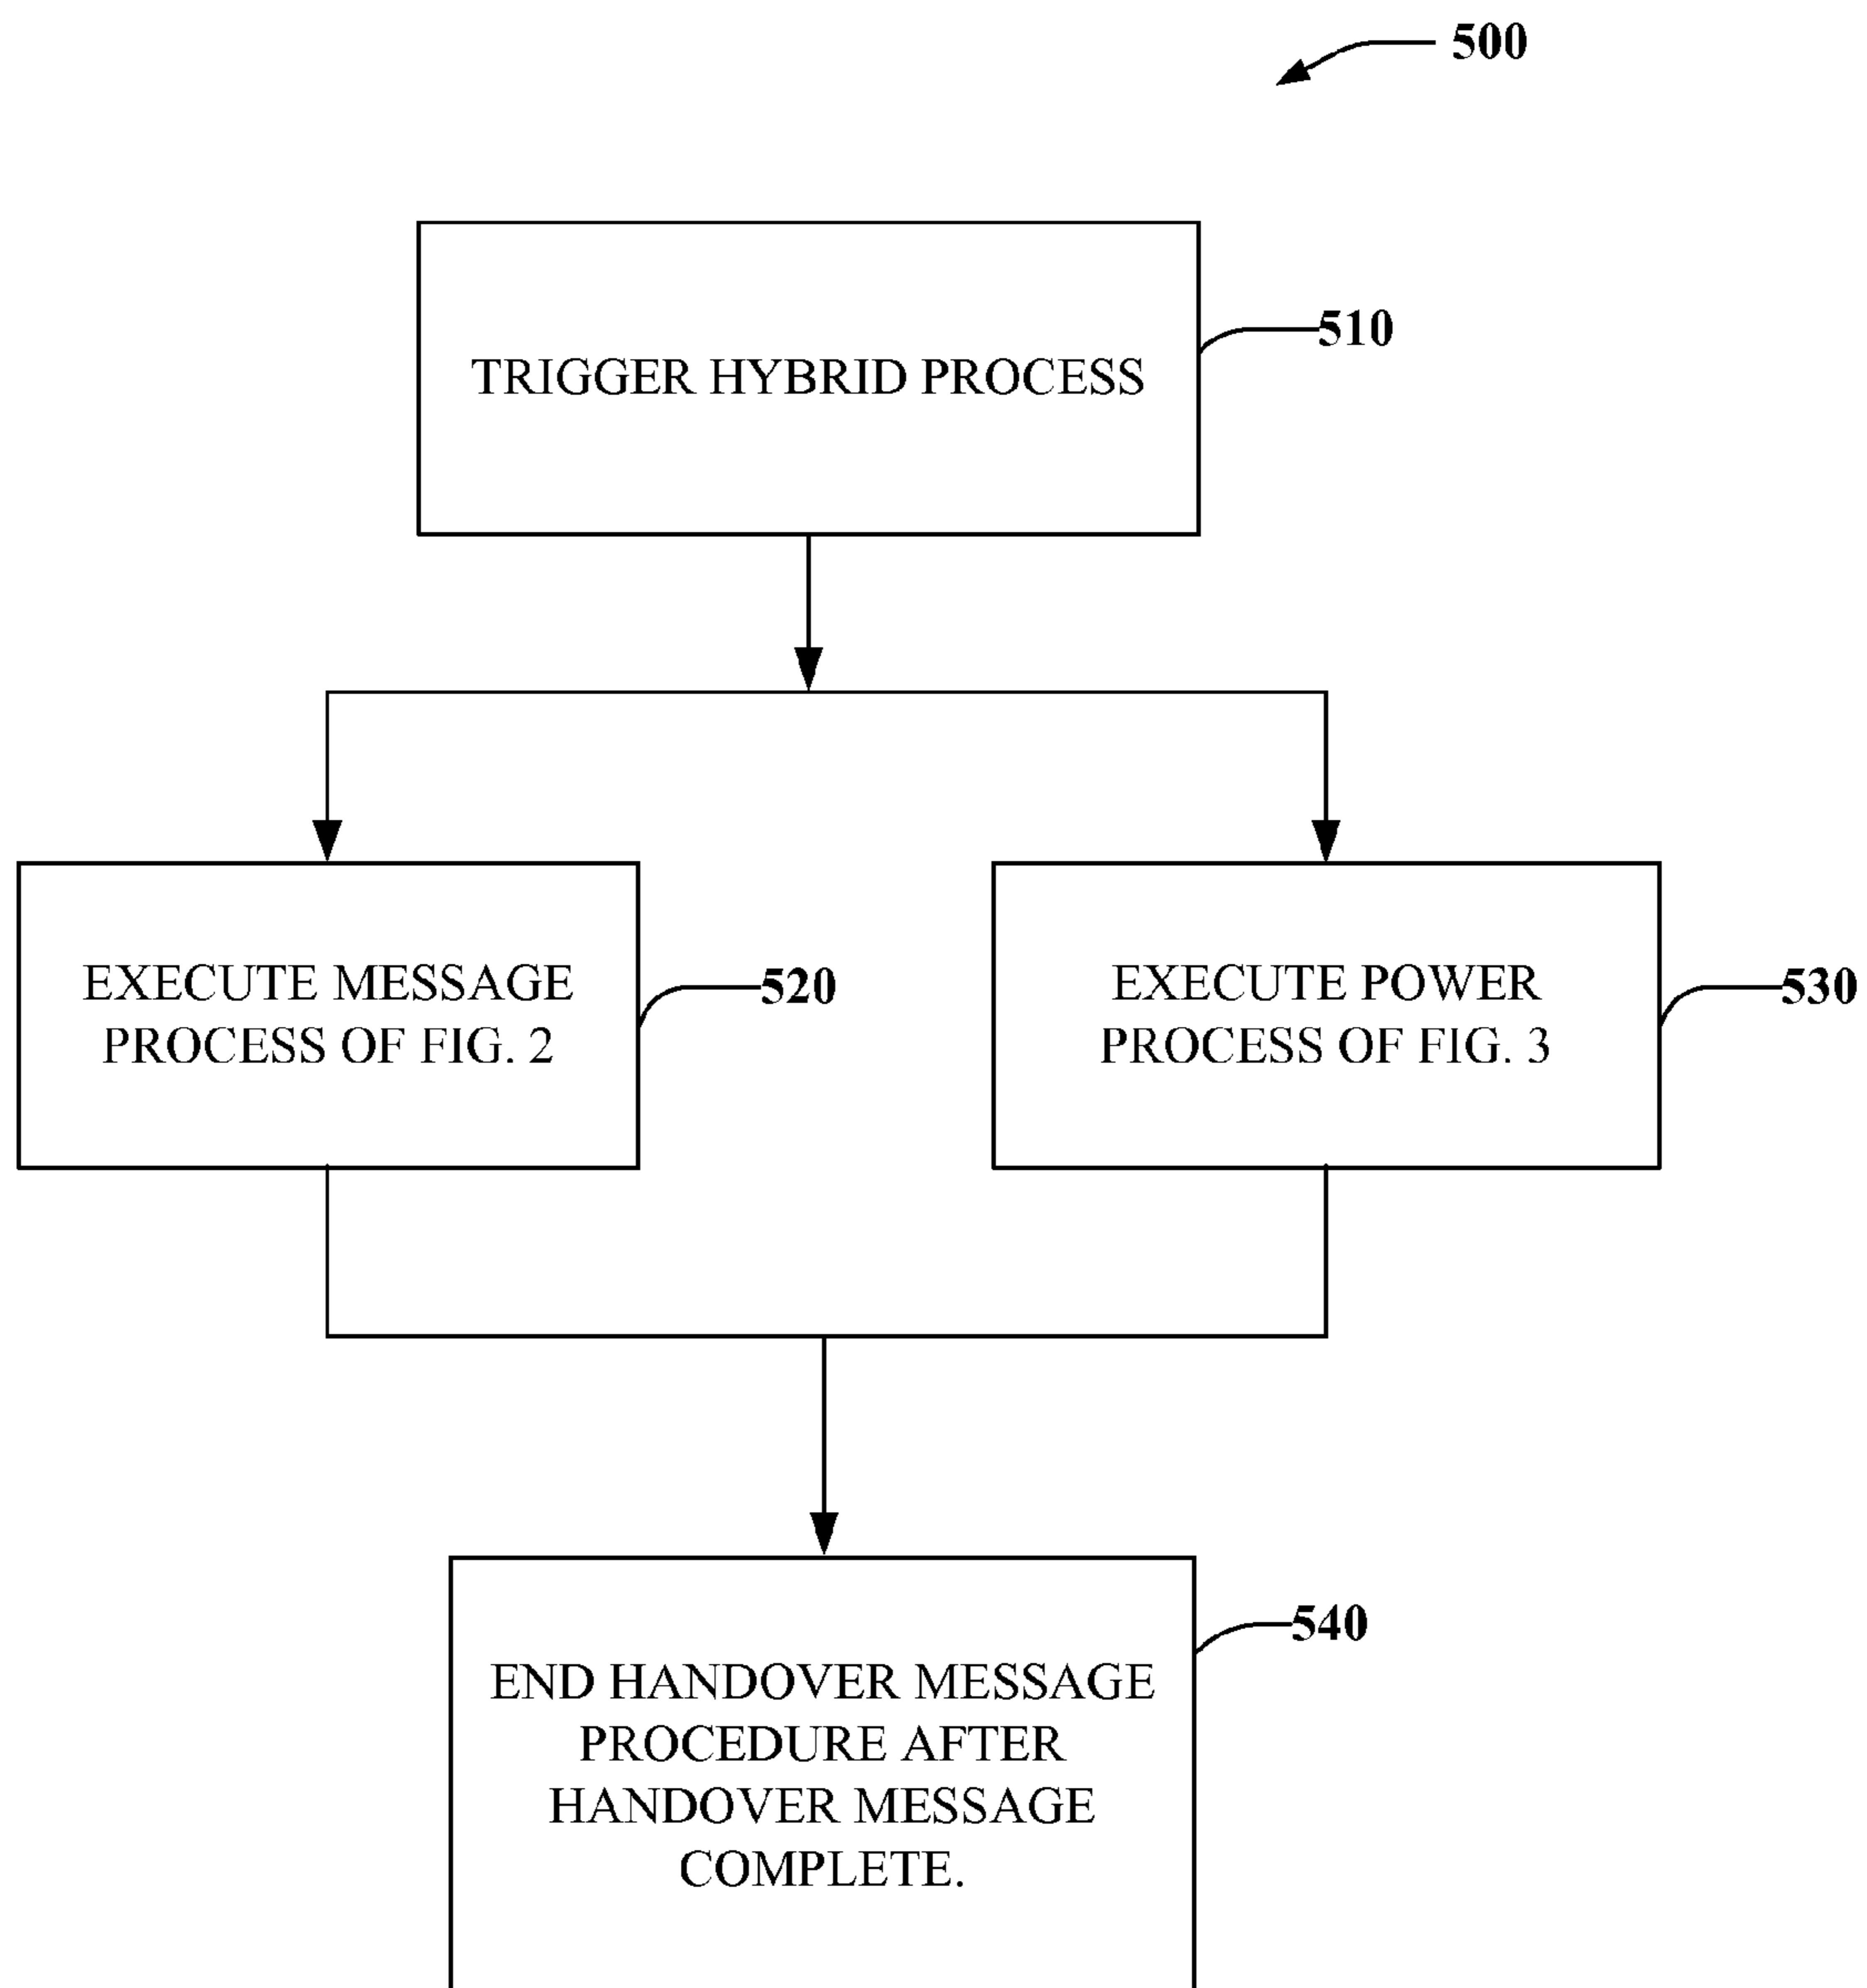 500
510
TRIGGER HYBRID PROCESS
EXECUTE MESSAGE
PROCESS OF FIG. 2
520
EXECUTE POWER
PROCESS OF FIG. 3
530
540
END HANDOVER MESSAGE
PROCEDURE AFTER
HANDOVER MESSAGE
COMPLETE.